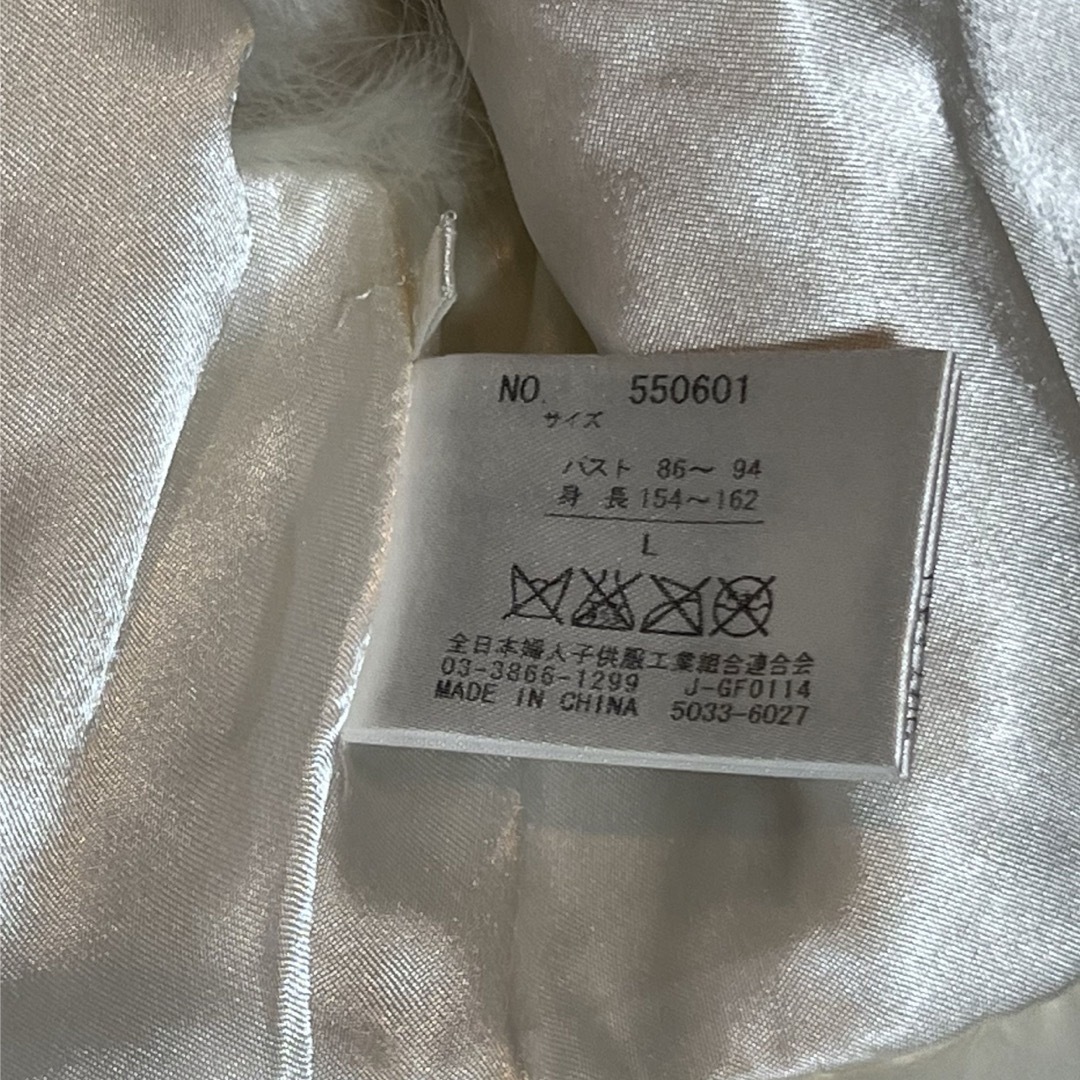 NO. 550601
サイズ
バスト 86〜 94
身 長 154〜162
L
全日本婦人子供服工業組合連合会
03-3866-1299 J-GF0114
MADE IN CHINA 5033-6027